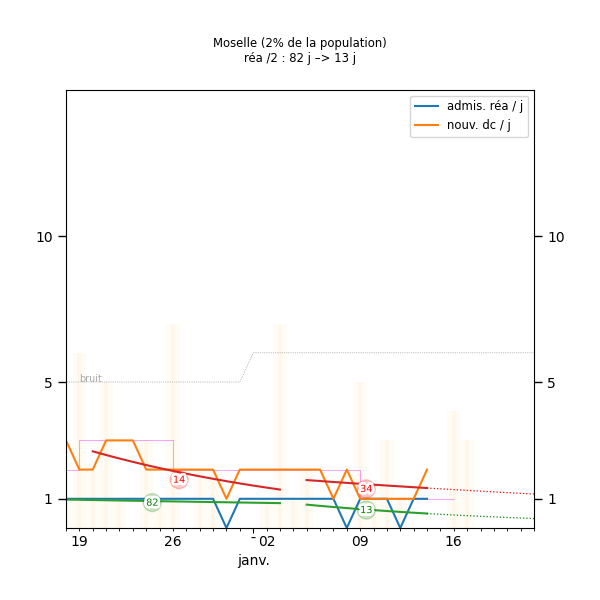 Moselle (2% de la population)
réa /2 : 82 j –> 13 j
admis. réa / j
nouv. dc / j
10
10
5
5
bruit
14
34
82
13
1
1
19
26
- 02
09
16
janv.